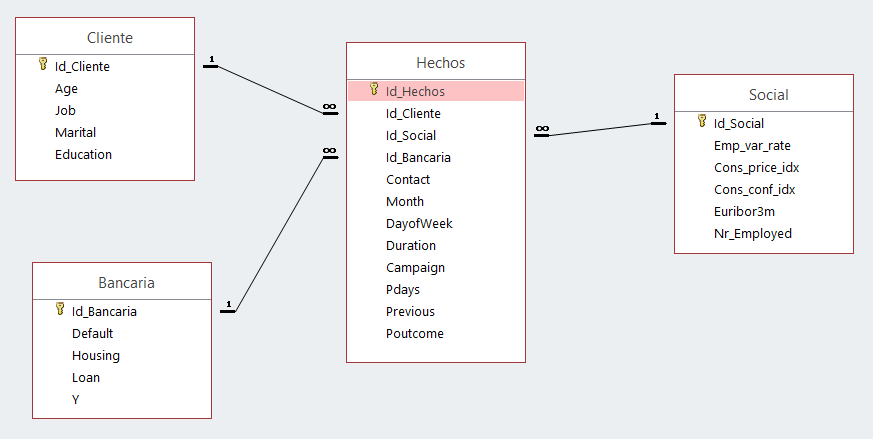 Cliente
Id_Cliente
Age
Job
Marital
Education
1
∞
Hechos
Id_Hechos
Id_Cliente
Id_Social
Id_Bancaria
Contact
Month
DayofWeek
Duration
Campaign
Pdays
Previous
Poutcome
∞
∞
1
Social
Id_Social
Emp_var_rate
Cons_price_idx
Cons_conf_idx
Euribor3m
Nr_Employed
Bancaria
Id_Bancaria
Default
Housing
Loan
Y
1